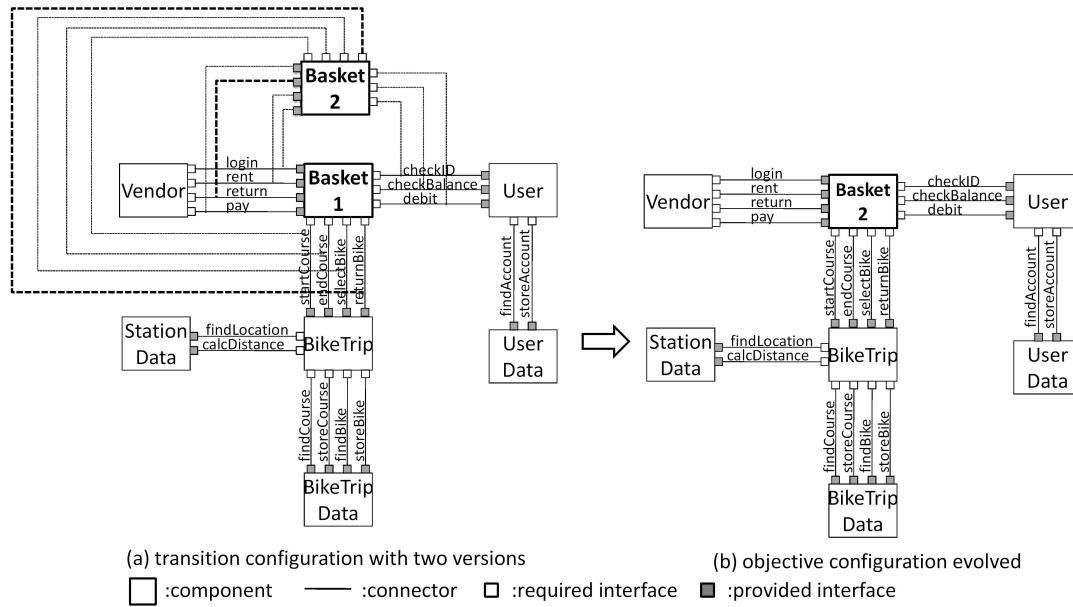 Basket
2
Vendor
login
rent
return
pay
Basket
1
checkID
checkBalance
debit
User
startCourse
endCourse
selectBike
returnBike
findAccount
storeAccount
Station
Data
findLocation
calcDistance
BikeTrip
User
Data
findCourse
storeCourse
findBike
storeBike
BikeTrip
Data
(a) transition configuration with two versions
Vendor
login
rent
return
pay
Basket
2
checkID
checkBalance
debit
User
startCourse
endCourse
selectBike
returnBike
findAccount
storeAccount
Station
Data
findLocation
calcDistance
BikeTrip
User
Data
findCourse
storeCourse
findBike
storeBike
BikeTrip
Data
(b) objective configuration evolved
:component :connector :required interface :provided interface